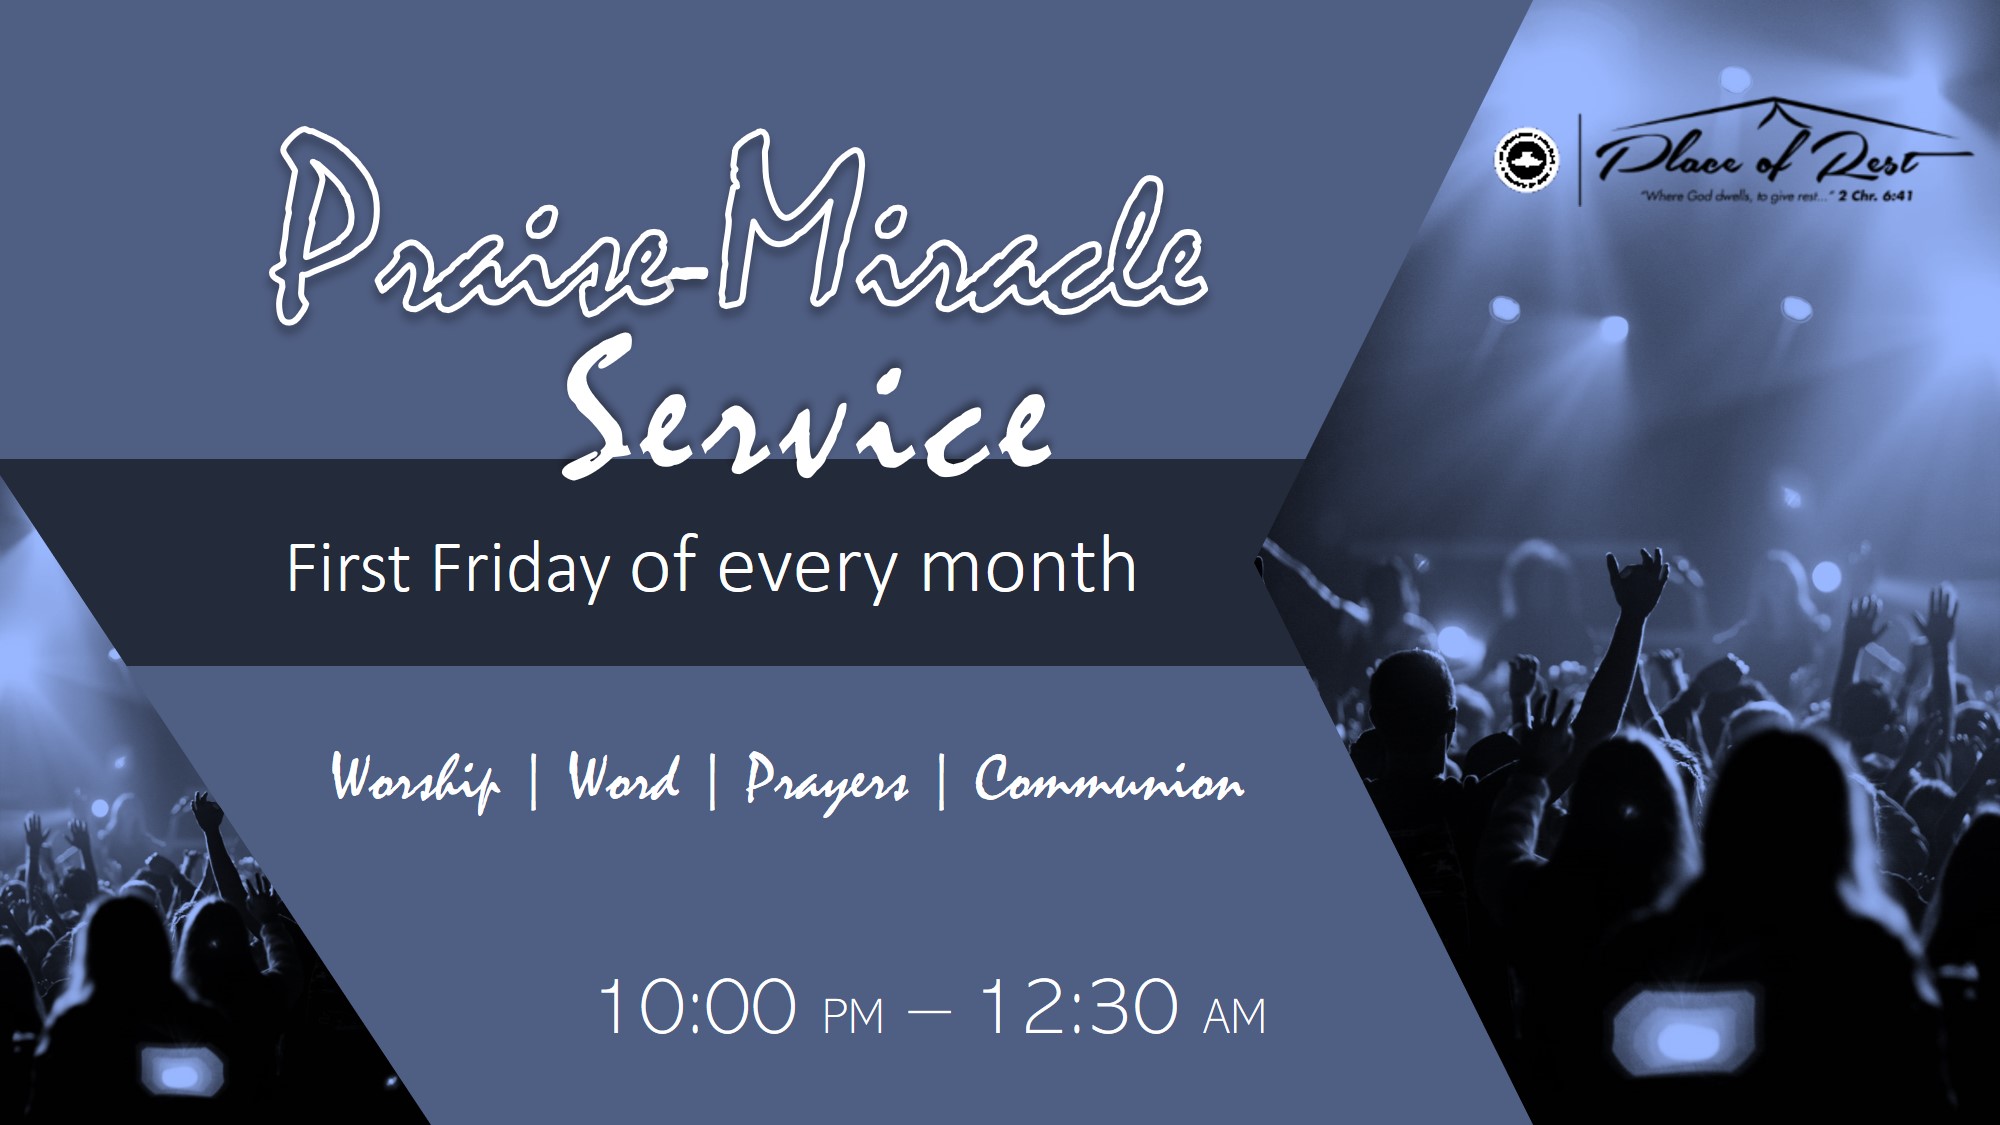 Praise-Miracle
Service
First Friday of every month
Worship | Word | Prayers | Communion
10:00 PM – 12:30 AM
Place of Rest
"Where God dwells, to give rest..." 2 Chr. 6:41